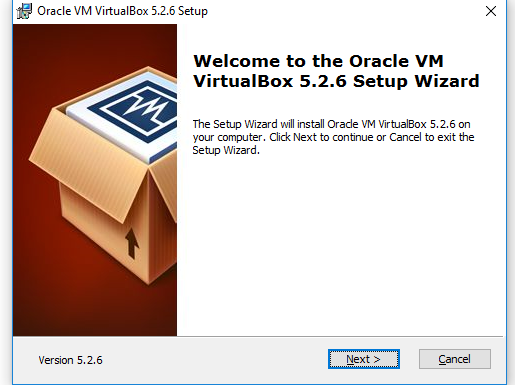 Oracle VM VirtualBox 5.2.6 Setup
Welcome to the Oracle VM
VirtualBox 5.2.6 Setup Wizard
The Setup Wizard will install Oracle VM VirtualBox 5.2.6 on
your computer. Click Next to continue or Cancel to exit the
Setup Wizard.
VM
Version 5.2.6
Next >
Cancel